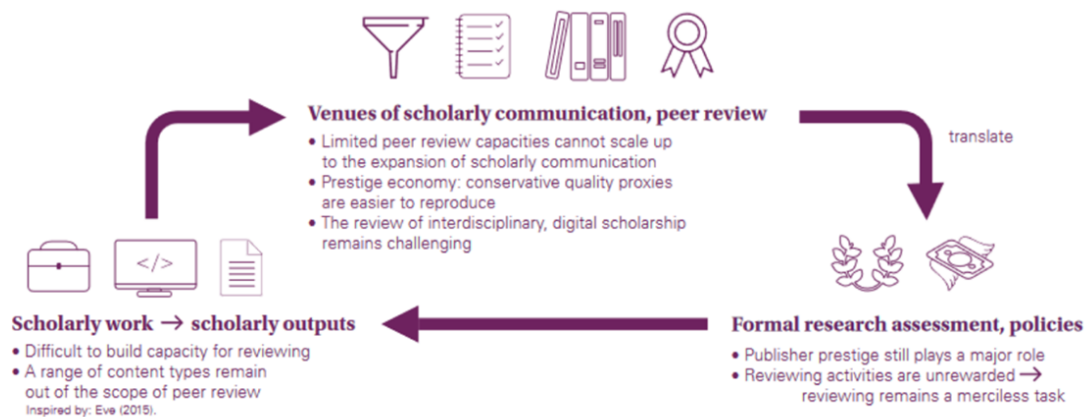 Venues of scholarly communication, peer review
• Limited peer review capacities cannot scale up
to the expansion of scholarly communication
• Prestige economy: conservative quality proxies
are easier to reproduce
• The review of interdisciplinary, digital scholarship
remains challenging
translate
</>
Scholarly work → scholarly outputs
• Difficult to build capacity for reviewing
• A range of content types remain
out of the scope of peer review
Inspired by: Eve (2015).
Formal research assessment, policies
• Publisher prestige still plays a major role
• Reviewing activities are unrewarded →
reviewing remains a merciless task